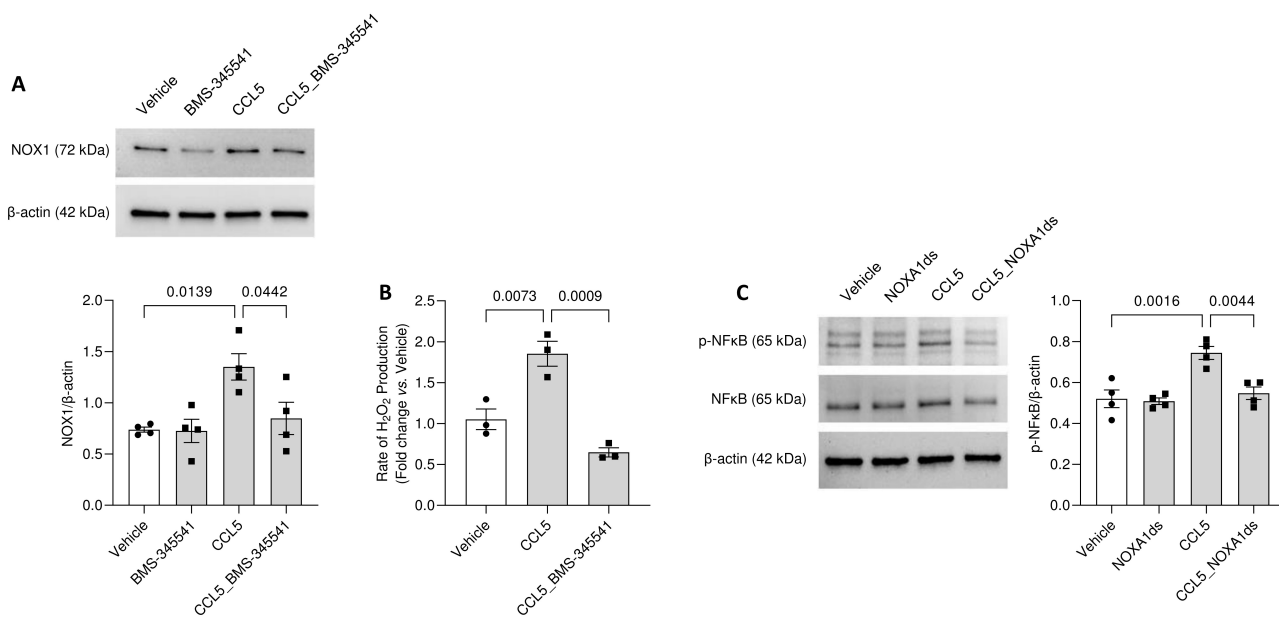 A
Vehicle
BMS-345541
CCL5
CCL5_BMS-345541
NOX1 (72 kDa)
β-actin (42 kDa)
0.0139
0.0442
2.0
1.5
1.0
0.5
0.0
NOX1/β-actin
Vehicle
BMS-345541
CCL5
CCL5_BMS-345541
B
0.0073
0.0009
2.5
2.0
1.5
1.0
0.5
0.0
Rate of H₂O₂ Production
(Fold change vs. Vehicle)
Vehicle
CCL5
CCL5_BMS-345541
C
Vehicle
NOXA1ds
CCL5
CCL5_NOXA1ds
p-NFκB (65 kDa)
NFκB (65 kDa)
β-actin (42 kDa)
0.0016
0.0044
1.0
0.8
0.6
0.4
0.2
0.0
p-NFκB/β-actin
Vehicle
NOXA1ds
CCL5
CCL5_NOXA1ds